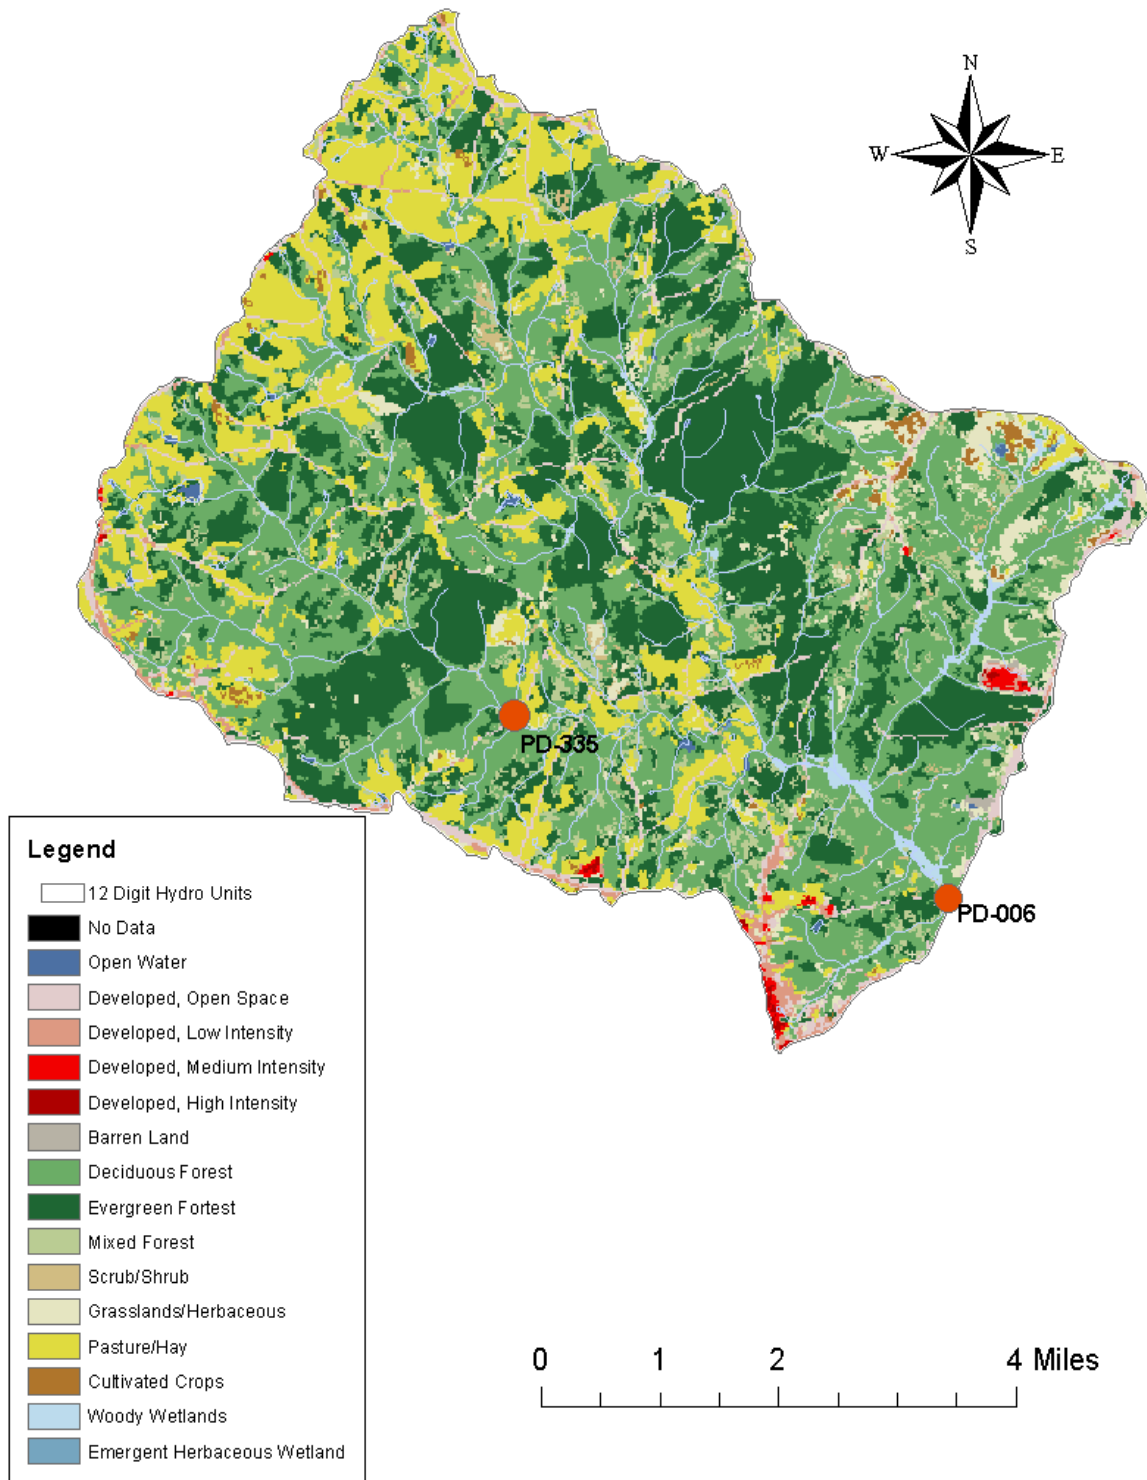 N
W E
S
PD-335
PD-006
Legend
12 Digit Hydro Units
No Data
Open Water
Developed, Open Space
Developed, Low Intensity
Developed, Medium Intensity
Developed, High Intensity
Barren Land
Deciduous Forest
Evergreen Fortest
Mixed Forest
Scrub/Shrub
Grasslands/Herbaceous
Pasture/Hay
Cultivated Crops
Woody Wetlands
Emergent Herbaceous Wetland
0 1 2 4 Miles